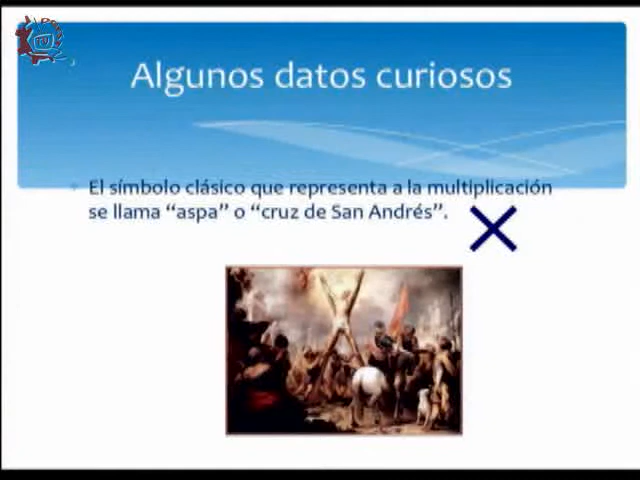 Algunos datos curiosos
El símbolo clásico que representa a la multiplicación
se llama “aspa” o “cruz de San Andrés”.